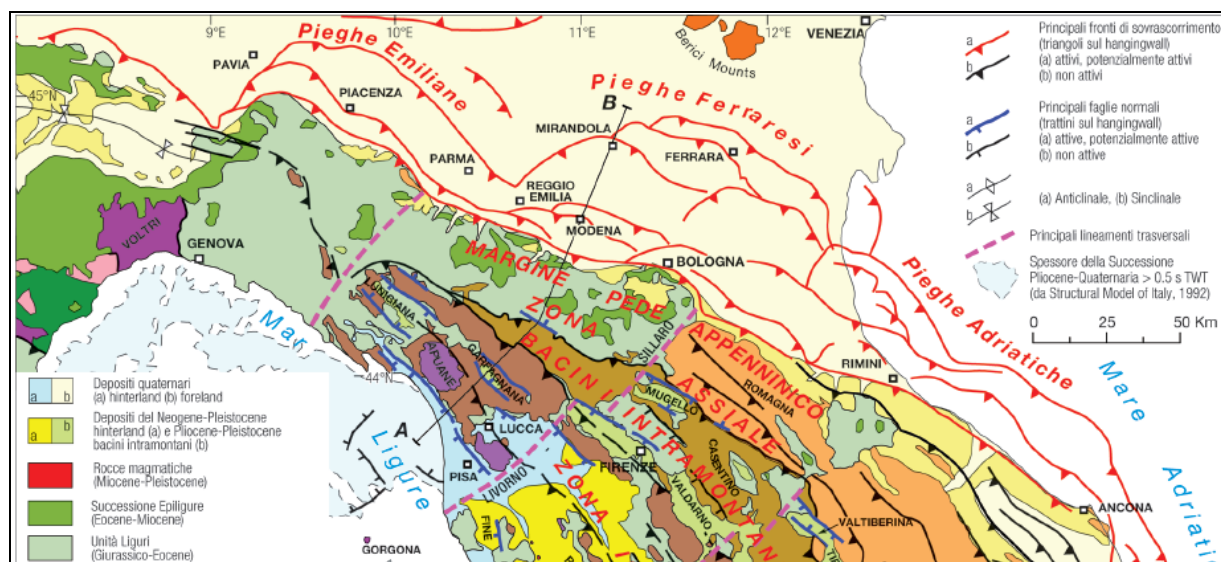 9°E
10°E
11°E
12°E
VENEZIA
Berici Mounts
PAVIA
Pieghe Emiliane
45°N
PIACENZA
B
Pieghe Ferraresi
MIRANDOLA
FERRARA
PARMA
REGGIO
EMILIA
MODENA
BOLOGNA
VOLTRI
GENOVA
MARGINE PEDE APPENNINICO
ZONA ASSIALE
BACINI INTRAMONTANI
ZONA I
SILLARO
LUNIGIANA
APUANE
GARFAGNANA
Pieghe Adriatiche
RIMINI
ROMAGNA
MUGELLO
44°N
A
LUCCA
PISA
LIVORNO
FIRENZE
CASENTINO
VALDARNO
VALTIBERINA
ANCONA
FINE
GORGONA
Mar Ligure
Mare Adriatico
Principali fronti di sovrascorrimento
(triangoli sul hangingwall)
a
(a) attivi, potenzialmente attivi
b
(b) non attivi
Principali faglie normali
(trattini sul hangingwall)
a
(a) attive, potenzialmente attive
b
(b) non attive
a
b
(a) Anticlinale, (b) Sinclinale
Principali lineamenti trasversali
Spessore della Successione
Pliocene-Quaternaria > 0.5 s TWT
(da Structural Model of Italy, 1992)
0 25 50 Km
a b
Depositi quaternari
(a) hinterland (b) foreland
a b
Depositi del Neogene-Pleistocene
hinterland (a) e Pliocene-Pleistocene
bacini intramontani (b)
Rocce magmatiche
(Miocene-Pleistocene)
Successione Epiligure
(Eocene-Miocene)
Unità Liguri
(Giurassico-Eocene)